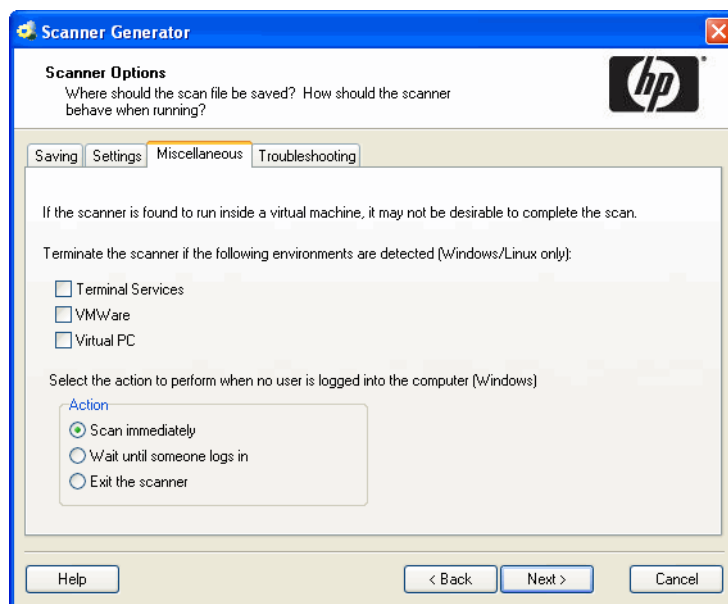 Scanner Generator
Scanner Options
Where should the scan file be saved? How should the scanner
behave when running?
hp
Saving Settings Miscellaneous Troubleshooting
If the scanner is found to run inside a virtual machine, it may not be desirable to complete the scan.
Terminate the scanner if the following environments are detected (Windows/Linux only):
Terminal Services
VMWare
Virtual PC
Select the action to perform when no user is logged into the computer (Windows)
Action
Scan immediately
Wait until someone logs in
Exit the scanner
Help < Back Next > Cancel